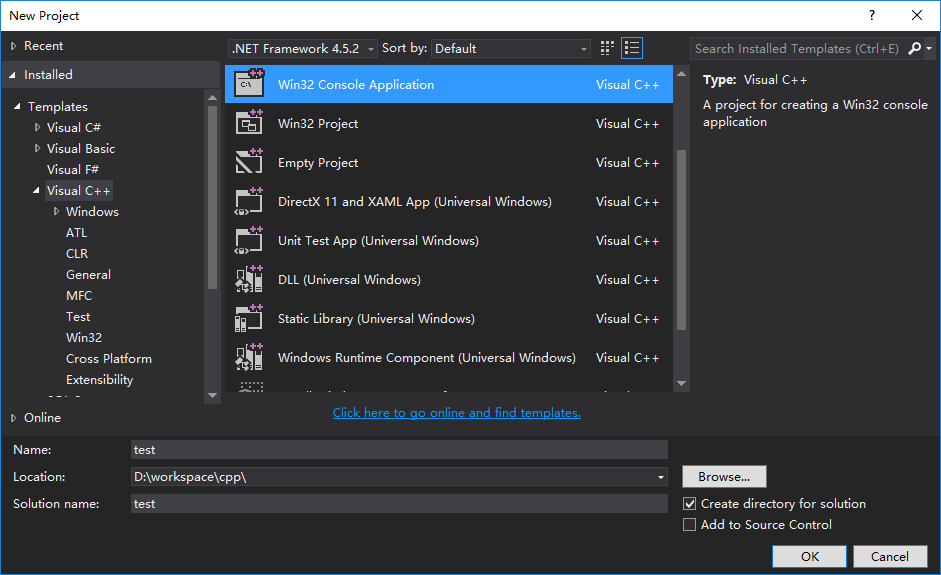 New Project
?
Recent
.NET Framework 4.5.2
Sort by: Default
Search Installed Templates (Ctrl+E)
Installed
Templates
Visual C#
Visual Basic
Visual F#
Visual C++
Windows
ATL
CLR
General
MFC
Test
Win32
Cross Platform
Extensibility
Online
C:\ Win32 Console Application Visual C++
Win32 Project Visual C++
Empty Project Visual C++
DirectX 11 and XAML App (Universal Windows) Visual C++
Unit Test App (Universal Windows) Visual C++
DLL (Universal Windows) Visual C++
Static Library (Universal Windows) Visual C++
Windows Runtime Component (Universal Windows) Visual C++
Click here to go online and find templates.
Type: Visual C++
A project for creating a Win32 console
application
Name: test
Location: D:\workspace\cpp\
Browse...
Solution name: test
Create directory for solution
Add to Source Control
OK
Cancel